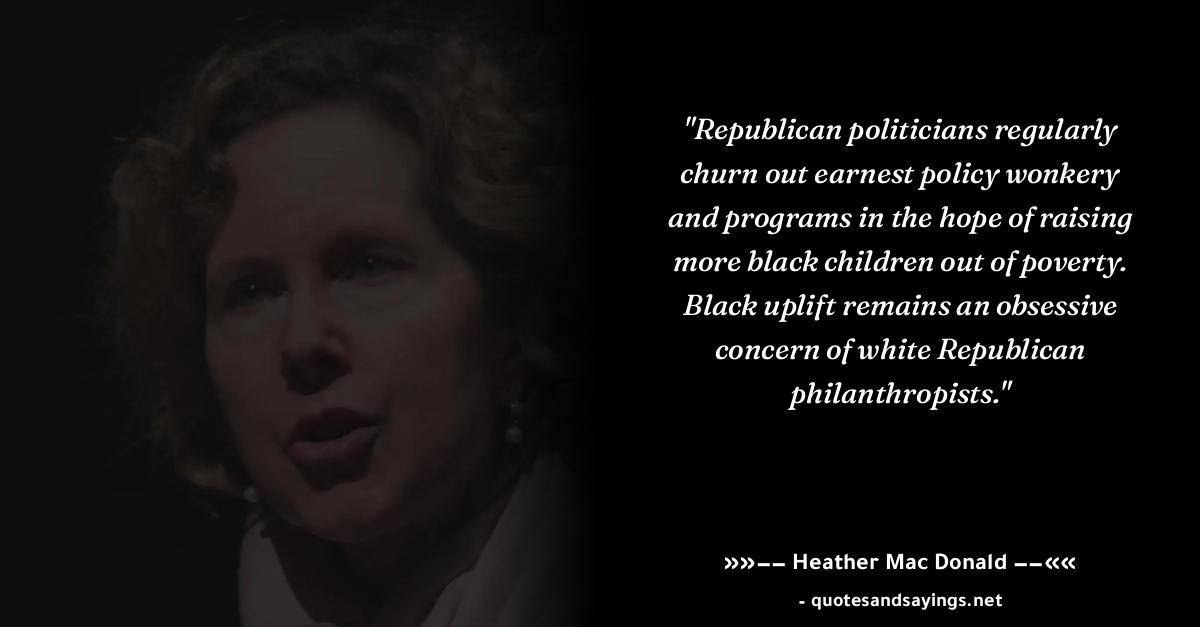 "Republican politicians regularly
churn out earnest policy wonkery
and programs in the hope of raising
more black children out of poverty.
Black uplift remains an obsessive
concern of white Republican
philanthropists."
»»–– Heather Mac Donald ––««
- quotesandsayings.net